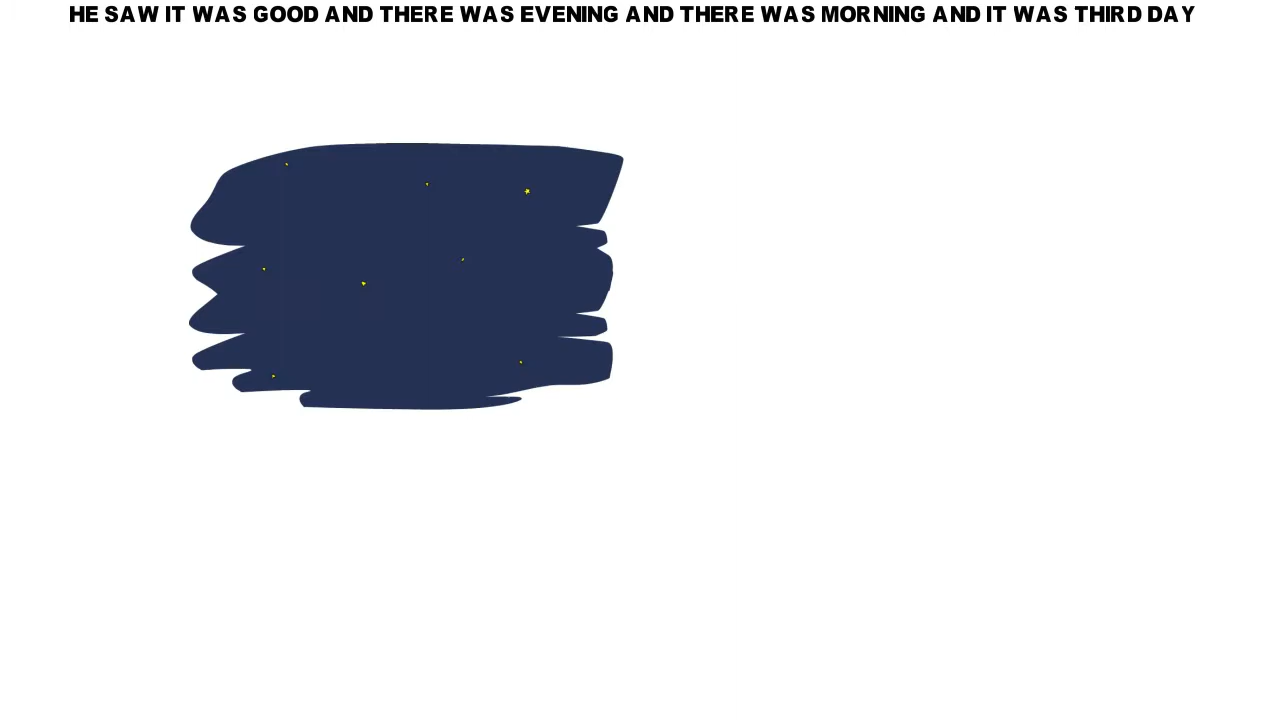 HE SAW IT WAS GOOD AND THERE WAS EVENING AND THERE WAS MORNING AND IT WAS THIRD DAY